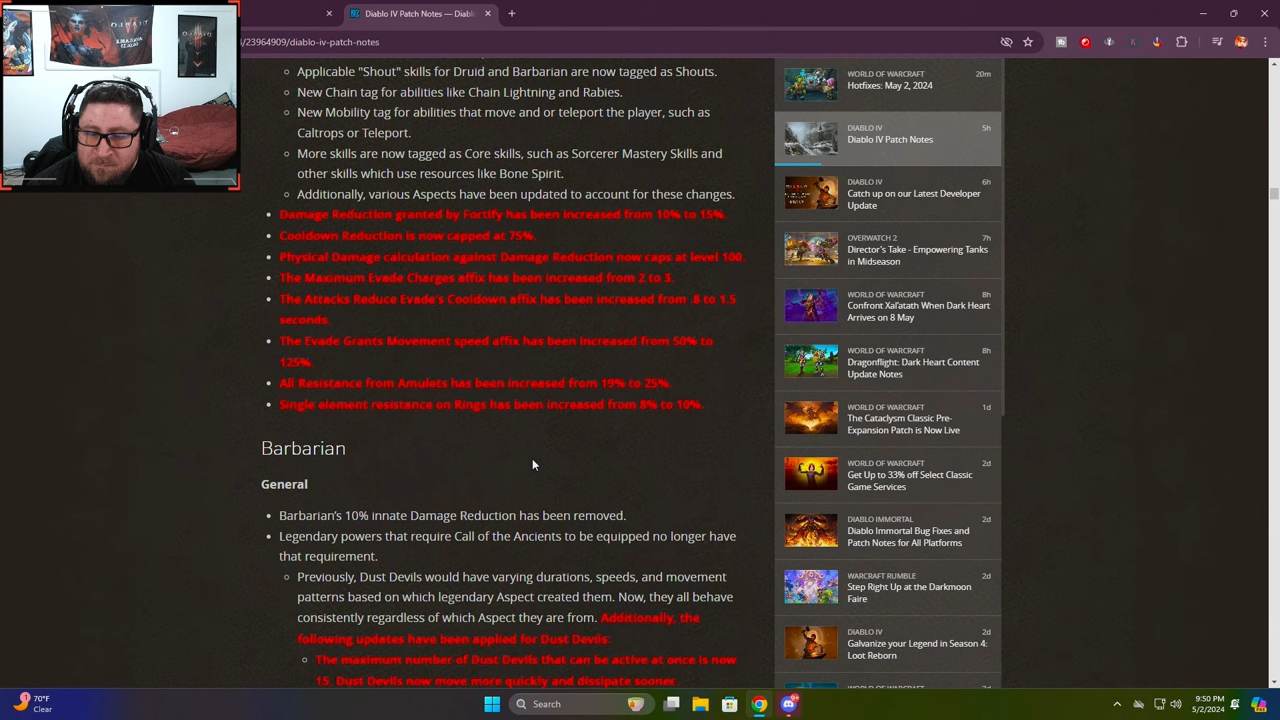 Diablo IV Patch Notes — Diablo
4/23964909/diablo-iv-patch-notes
Applicable "Shout" skills for Druid and Barbarian are now tagged as Shouts.
New Chain tag for abilities like Chain Lightning and Rabies.
New Mobility tag for abilities that move and or teleport the player, such as
Caltrops or Teleport.
More skills are now tagged as Core skills, such as Sorcerer Mastery Skills and
other skills which use resources like Bone Spirit.
Additionally, various Aspects have been updated to account for these changes.
Damage Reduction granted by Fortify has been increased from 10% to 15%.
Cooldown Reduction is now capped at 75%.
Physical Damage calculation against Damage Reduction now caps at level 100.
The Maximum Evade Charges affix has been increased from 2 to 3.
The Attacks Reduce Evade's Cooldown affix has been increased from .8 to 1.5
seconds.
The Evade Grants Movement speed affix has been increased from 50% to
125%.
All Resistance from Amulets has been increased from 19% to 25%.
Single element resistance on Rings has been increased from 8% to 10%.
Barbarian
General
Barbarian's 10% innate Damage Reduction has been removed.
Legendary powers that require Call of the Ancients to be equipped no longer have
that requirement.
Previously, Dust Devils would have varying durations, speeds, and movement
patterns based on which legendary Aspect created them. Now, they all behave
consistently regardless of which Aspect they are from. Additionally, the
following updates have been applied for Dust Devils:
The maximum number of Dust Devils that can be active at once is now
15. Dust Devils now move more quickly and dissipate sooner.
WORLD OF WARCRAFT 20m
Hotfixes: May 2, 2024
DIABLO IV 5h
Diablo IV Patch Notes
DIABLO IV 6h
Catch up on our Latest Developer
Update
OVERWATCH 2 7h
Director's Take - Empowering Tanks
in Midseason
WORLD OF WARCRAFT 8h
Confront Xal'atath When Dark Heart
Arrives on 8 May
WORLD OF WARCRAFT 8h
Dragonflight: Dark Heart Content
Update Notes
WORLD OF WARCRAFT 1d
The Cataclysm Classic Pre-
Expansion Patch is Now Live
WORLD OF WARCRAFT 2d
Get Up to 33% off Select Classic
Game Services
DIABLO IMMORTAL 2d
Diablo Immortal Bug Fixes and
Patch Notes for All Platforms
WARCRAFT RUMBLE 2d
Step Right Up at the Darkmoon
Faire
DIABLO IV 2d
Galvanize your Legend in Season 4:
Loot Reborn
WORLD OF WARCRAFT
1
70°F
Clear
Search
9:50 PM
5/2/2024